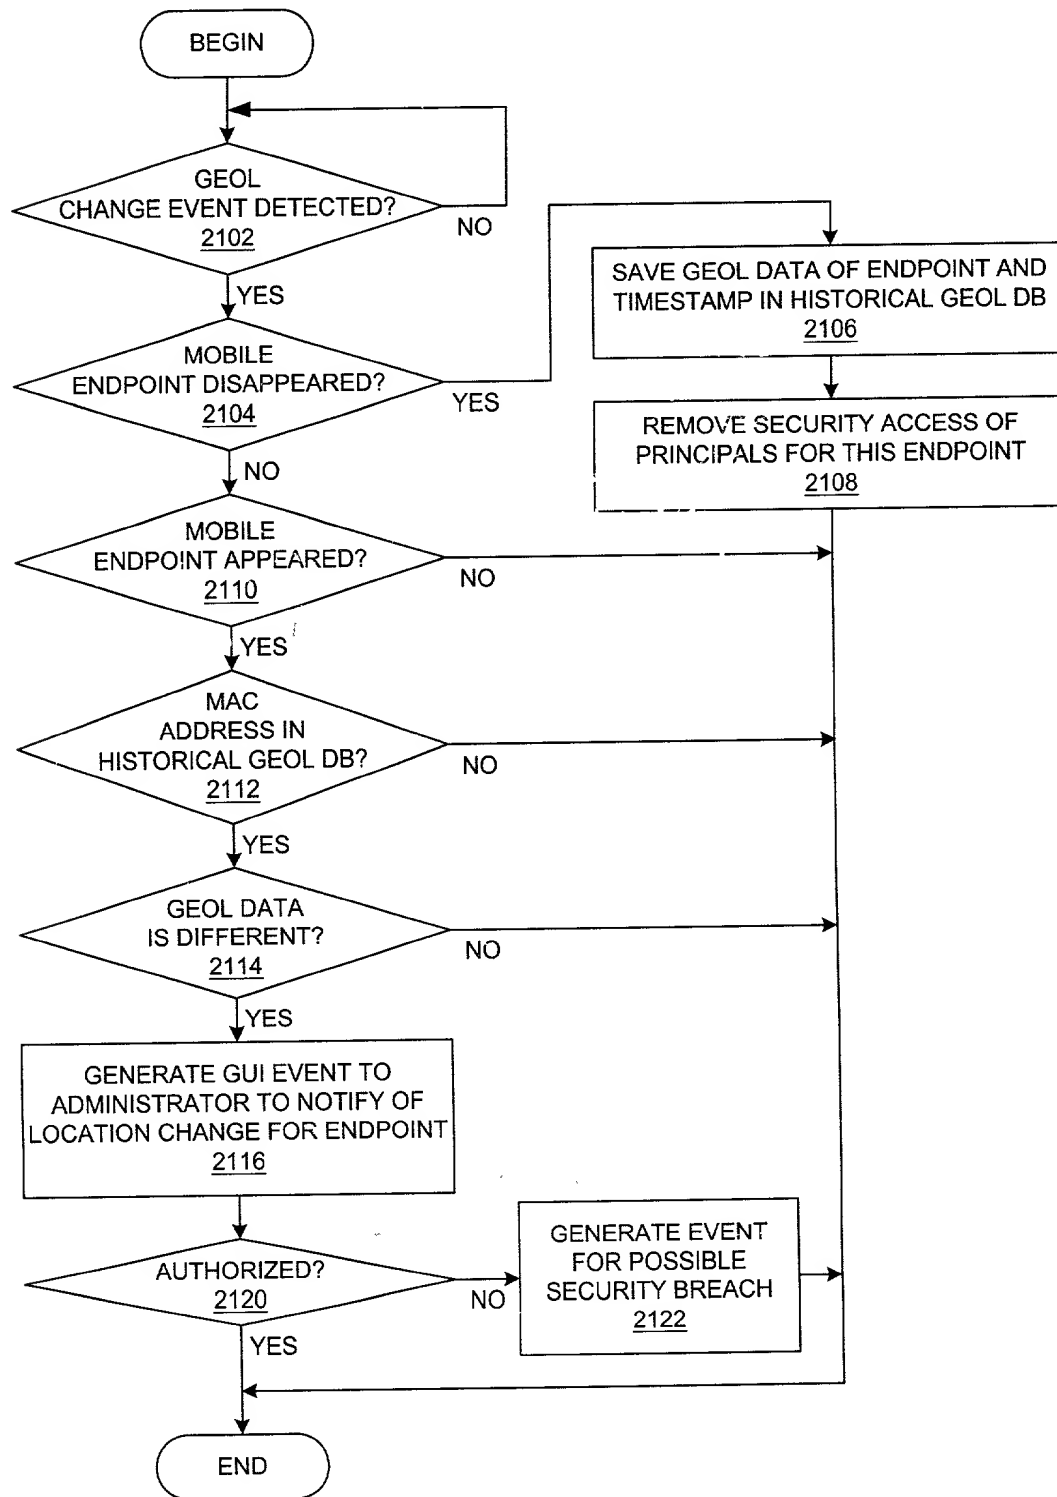 BEGIN
GEOL
CHANGE EVENT DETECTED?
2102
NO
YES
SAVE GEOL DATA OF ENDPOINT AND
TIMESTAMP IN HISTORICAL GEOL DB
2106
MOBILE
ENDPOINT DISAPPEARED?
2104
YES
NO
REMOVE SECURITY ACCESS OF
PRINCIPALS FOR THIS ENDPOINT
2108
MOBILE
ENDPOINT APPEARED?
2110
NO
YES
MAC
ADDRESS IN
HISTORICAL GEOL DB?
2112
NO
YES
GEOL DATA
IS DIFFERENT?
2114
NO
YES
GENERATE GUI EVENT TO
ADMINISTRATOR TO NOTIFY OF
LOCATION CHANGE FOR ENDPOINT
2116
AUTHORIZED?
2120
NO
YES
GENERATE EVENT
FOR POSSIBLE
SECURITY BREACH
2122
END